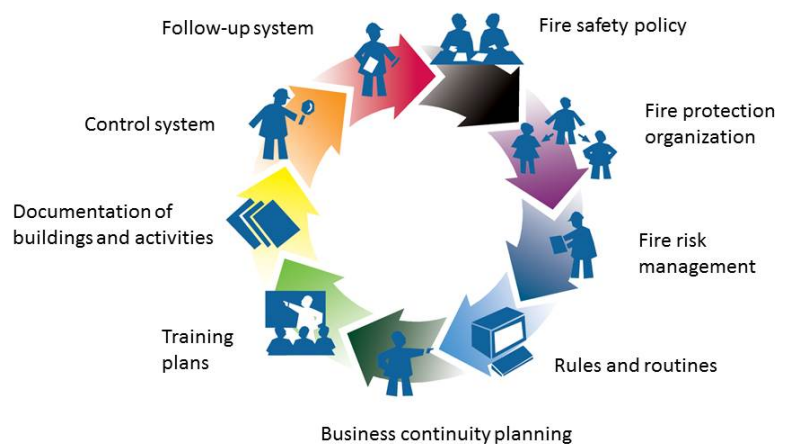 Follow-up system
Fire safety policy
Fire protection
organization
Control system
Documentation of
buildings and activities
Fire risk
management
Training
plans
Rules and routines
Business continuity planning